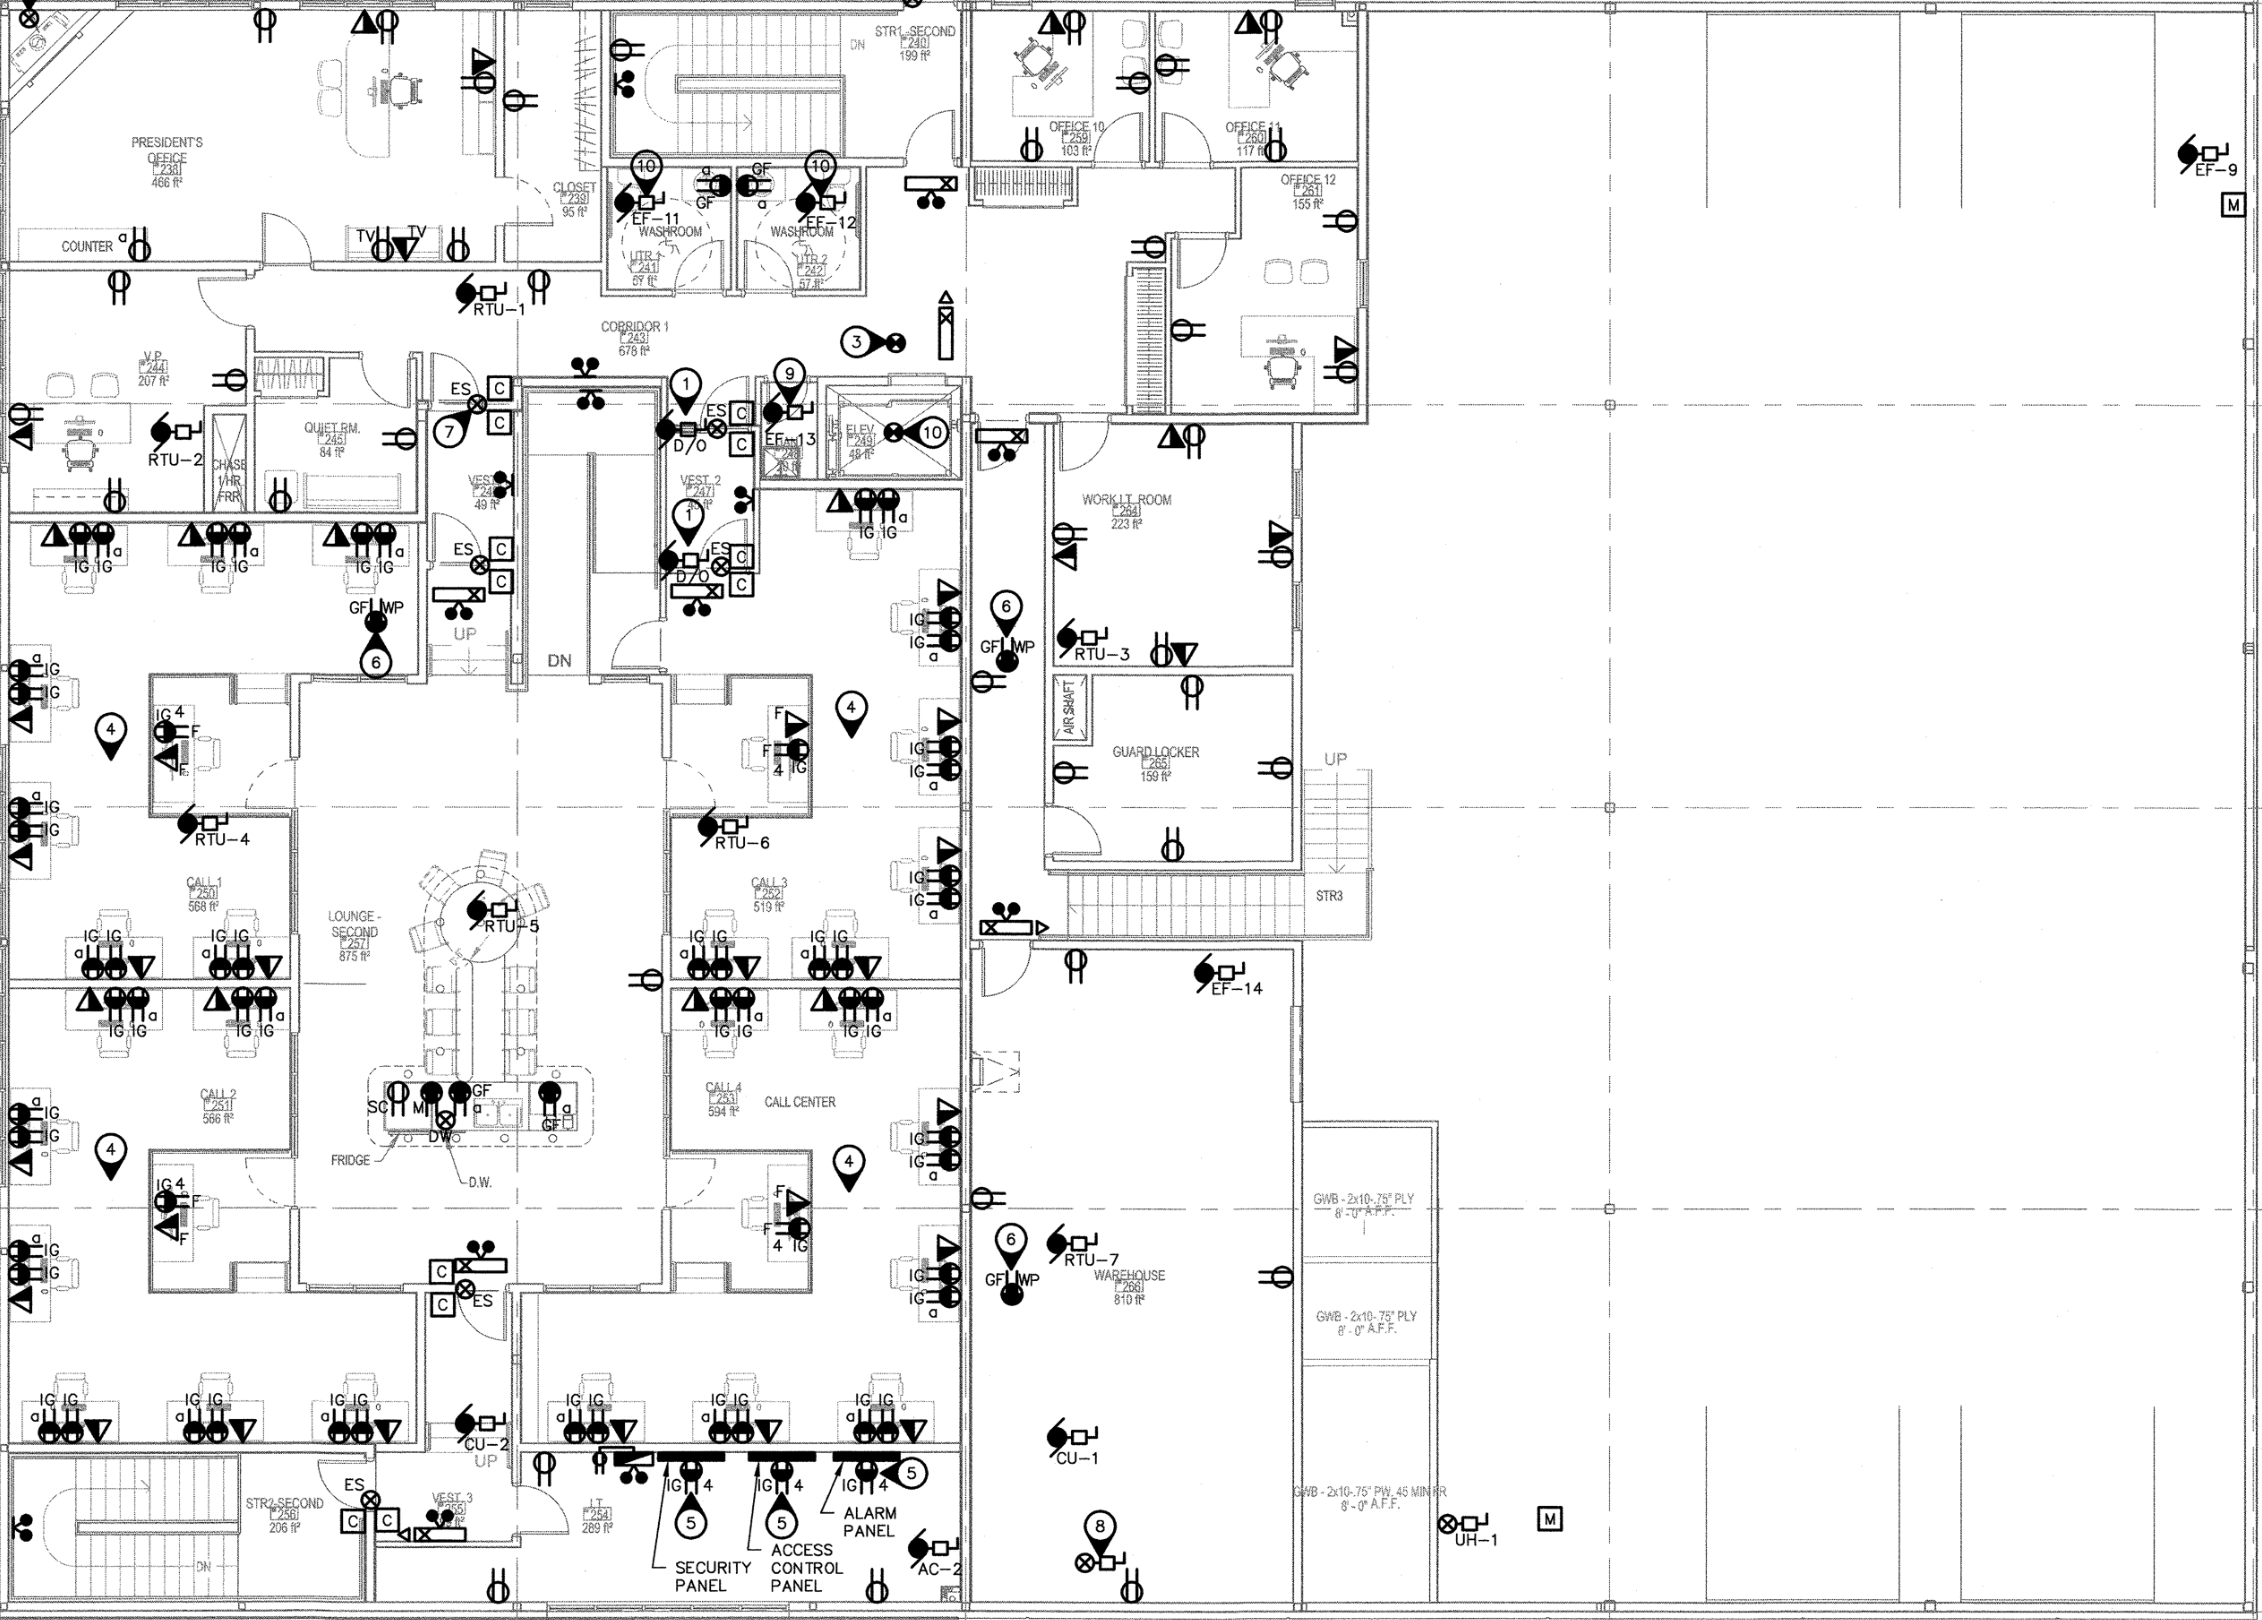 STR1-SECOND
240
199 ft²
DN
PRESIDENT'S
OFFICE
238
466 ft²
CLOSET
239
95 ft²
OFFICE 10
259
103 ft²
OFFICE 11
260
117 ft²
OFFICE 12
261
155 ft²
EF-9
M
10
10
a
GF
GF
a
EF-11
EF-12
WASHROOM
WASHROOM
UTR 1
241
57 ft²
UTR 2
242
57 ft²
COUNTER
a
TV
TV
RTU-1
CORRIDOR 1
243
678 ft²
3
V.P.
244
207 ft²
RTU-2
CHASE
1 HR
FRR
QUIET RM.
245
84 ft²
ES
C
C
7
1
ES
C
C
D/O
9
EF-13
ELEV
249
48 ft²
10
VEST.
49 ft²
VEST. 2
247
1
ES
C
C
D/O
ES
C
C
UP
DN
WORK I.T. ROOM
264
223 ft²
RTU-3
6
GF
WP
GF
WP
6
AIR SHAFT
GUARD LOCKER
265
159 ft²
UP
STR3
a
IG
IG
IG
IG
IG
IG
a
a
a
IG
IG
a
IG
IG
a
IG
IG
4
IG
4
F
F
4
F
F
4
IG
IG
IG
a
RTU-4
RTU-6
a
IG
IG
CALL 1
250
568 ft²
LOUNGE -
SECOND
257
875 ft²
RTU-5
CALL 3
252
519 ft²
IG
IG
a
IG
IG
a
IG
IG
a
IG
IG
a
IG
IG
a
IG
IG
a
IG
IG
a
IG
IG
a
IG
IG
a
EF-14
CALL 2
251
566 ft²
CALL 4
253
594 ft²
CALL CENTER
SC
M
GF
a
a
GF
DW
FRIDGE
D.W.
a
IG
IG
4
IG
4
F
F
4
F
F
4
IG
IG
IG
a
a
IG
IG
IG
IG
a
C
C
ES
6
GF
WP
RTU-7
WAREHOUSE
266
810 ft²
GWB - 2x10-.75" PLY
8' - 0" A.F.F.
GWB - 2x10-.75" PLY
8' - 0" A.F.F.
GWB - 2x10-.75" PW. 45 MIN FR
8' - 0" A.F.F.
IG
IG
a
IG
IG
a
IG
IG
a
IG
IG
a
IG
IG
a
IG
IG
a
CU-2
UP
CU-1
IG
4
IG
4
IG
4
5
5
5
ALARM
PANEL
ACCESS
CONTROL
PANEL
SECURITY
PANEL
AC-2
ES
C
C
STR2-SECOND
256
206 ft²
DN
VEST. 3
255
I.T.
254
289 ft²
8
UH-1
M